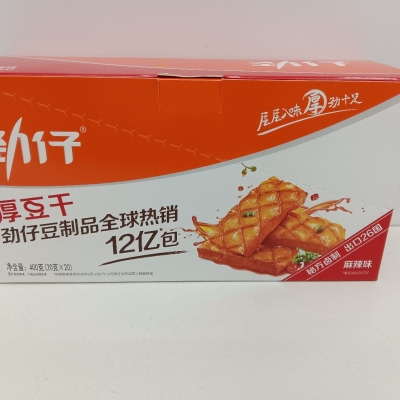 劲仔®
层层入味厚劲十足
厚豆干
劲仔豆制品全球热销
12亿包
净含量：400克(20克×20)
秘方卤制 出口26国
麻辣味